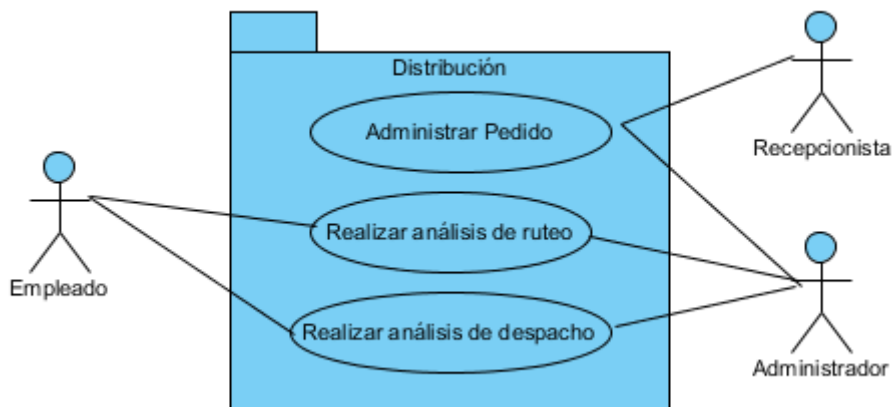 Distribución
Administrar Pedido
Recepcionista
Realizar análisis de ruteo
Empleado
Realizar análisis de despacho
Administrador